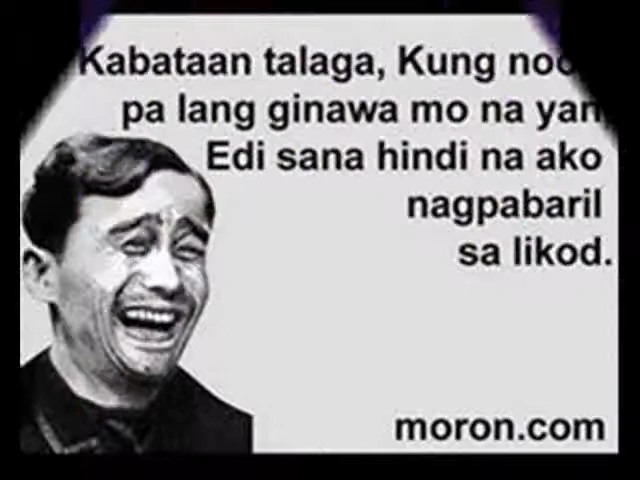 Kabataan talaga, Kung
pa lang ginawa mo na yan
Edi sana hindi na ako
nagpabaril
sa likod.
moron.com